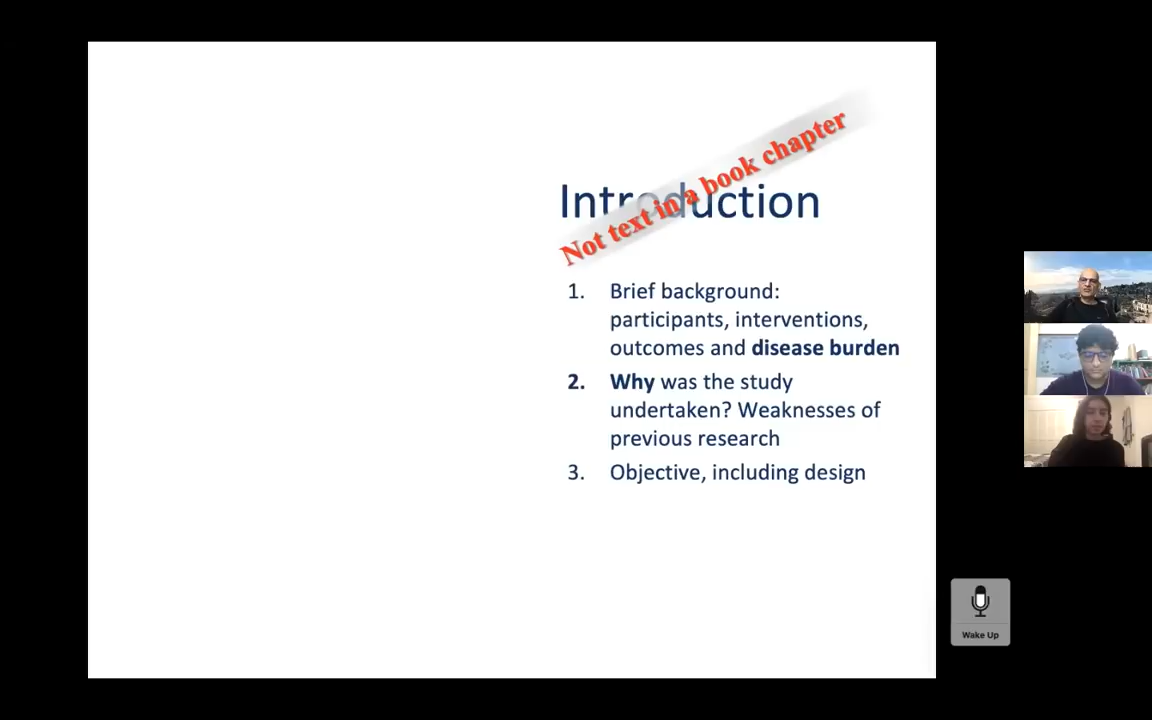 Not text in a book chapter
Introduction
1. Brief background:
participants, interventions,
outcomes and disease burden
2. Why was the study
undertaken? Weaknesses of
previous research
3. Objective, including design
Wake Up